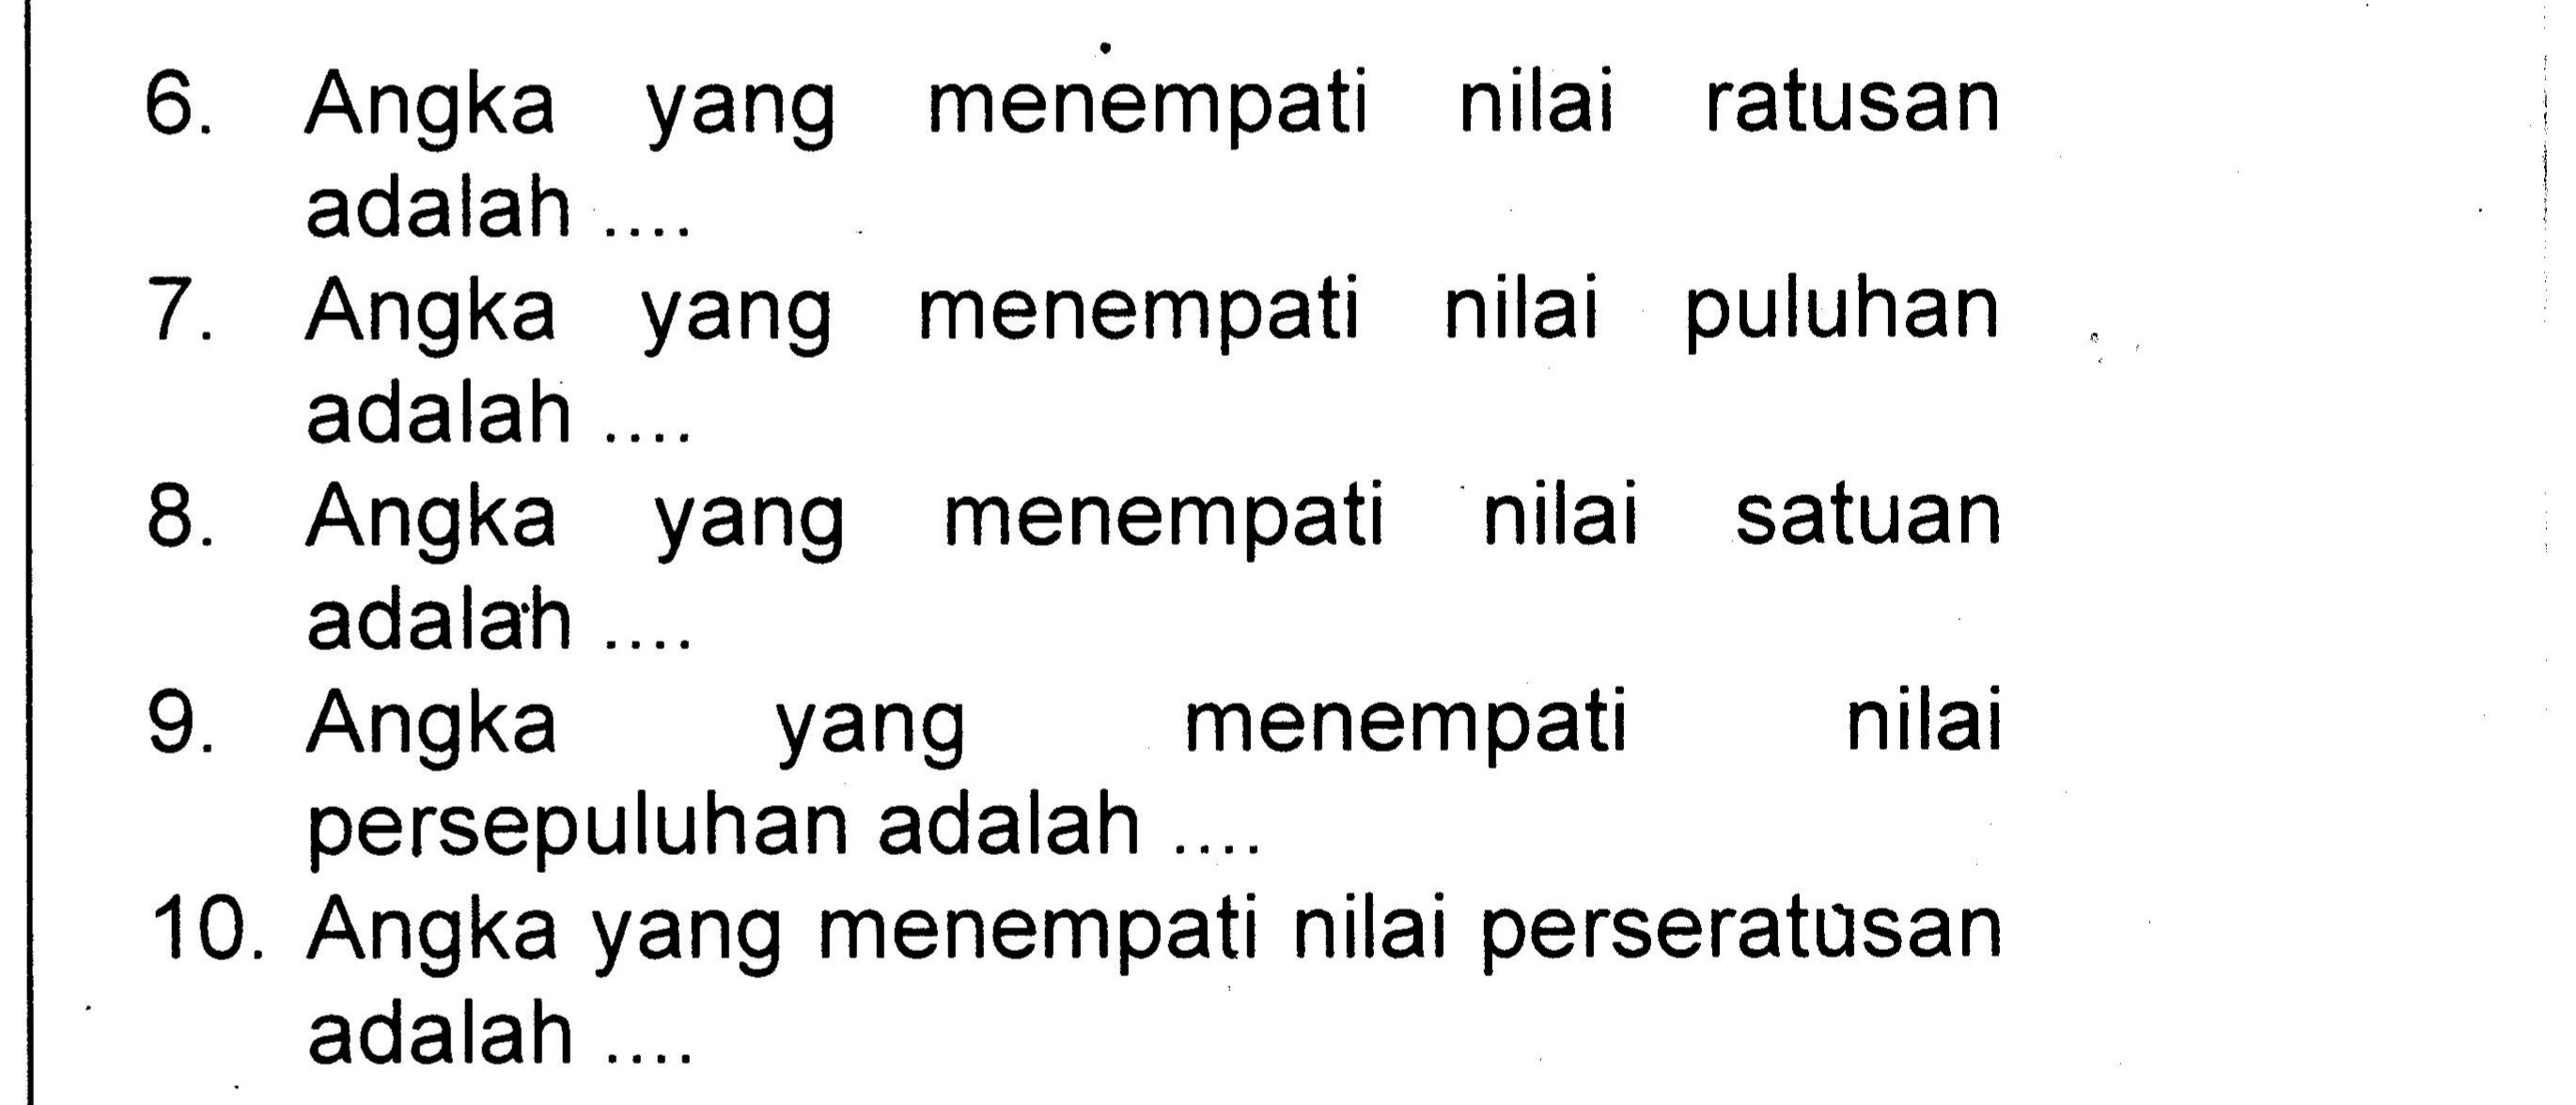 6. Angka yang menempati nilai ratusan
adalah ....
7. Angka yang menempati nilai puluhan
adalah ....
8. Angka yang menempati nilai satuan
adalah ....
9. Angka yang menempati nilai
persepuluhan adalah ....
10. Angka yang menempati nilai perseratusan
adalah ....